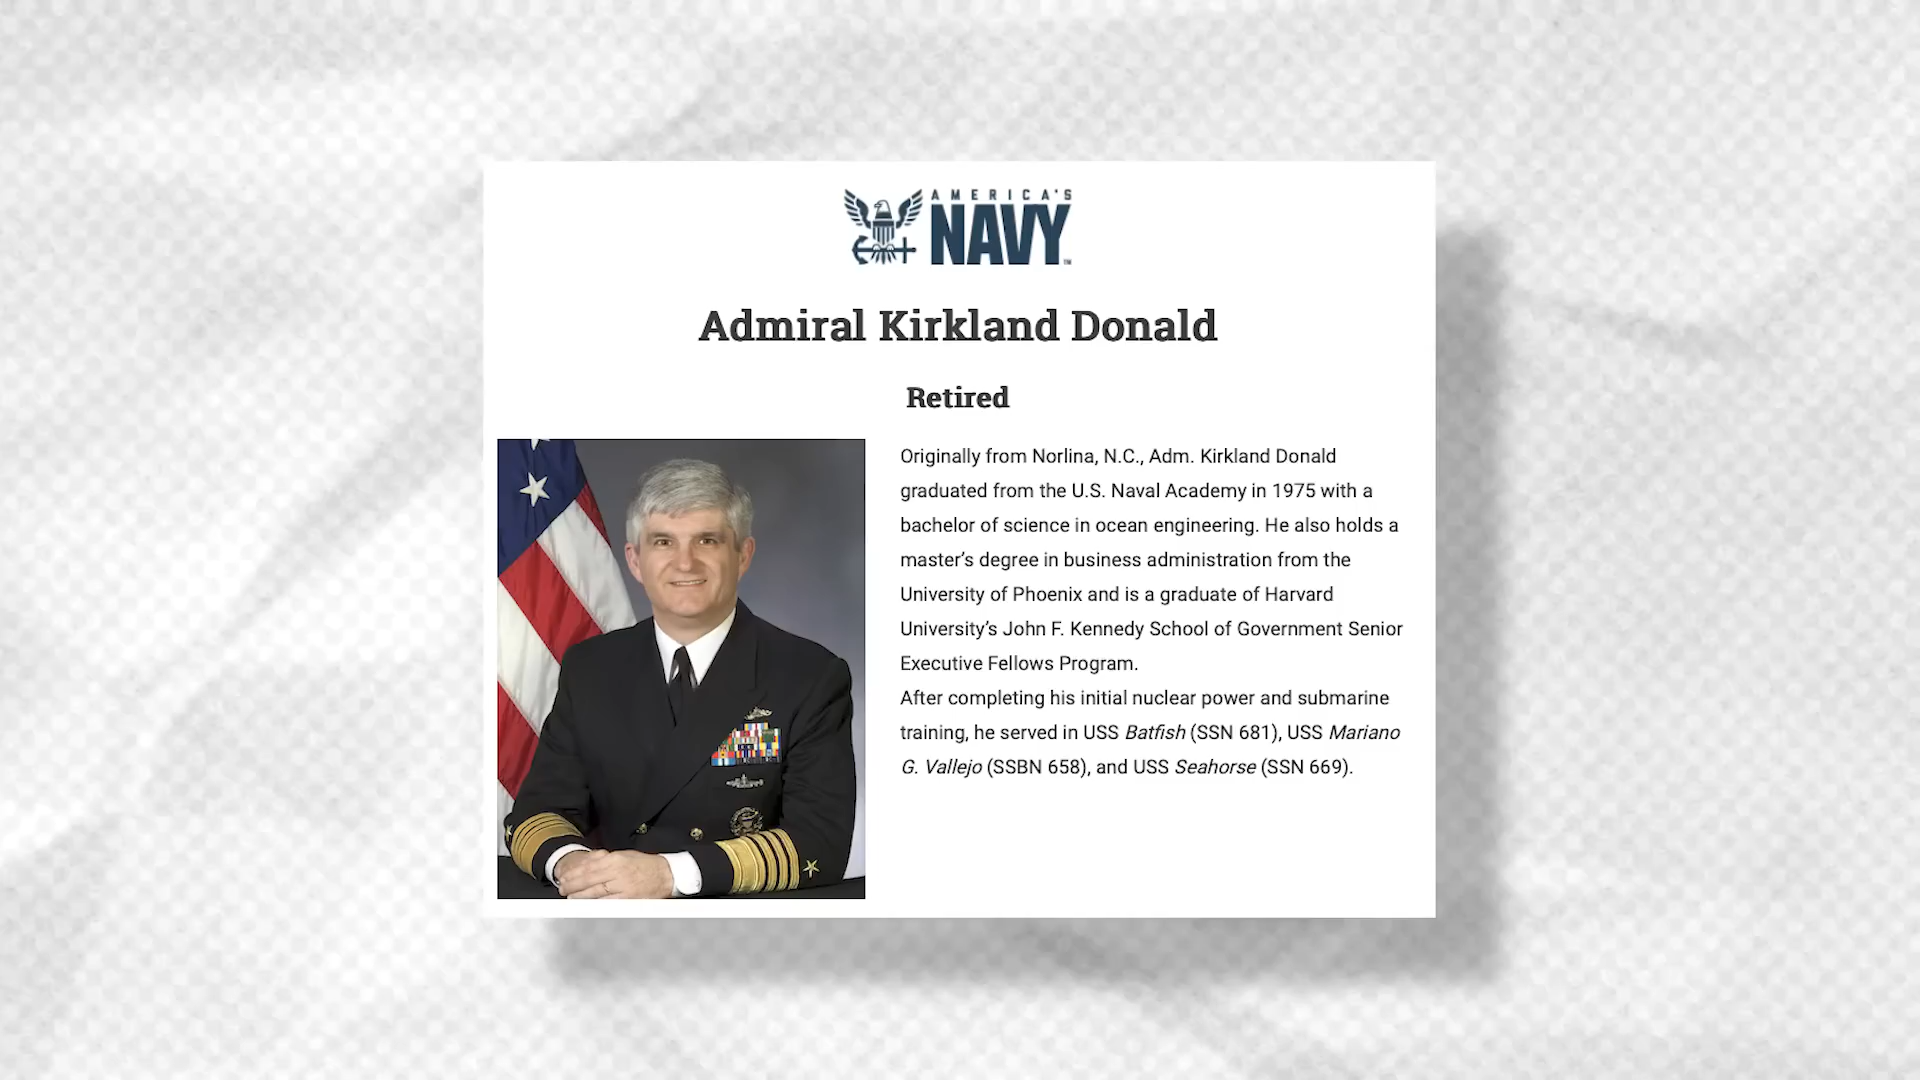 AMERICA'S
NAVY™
Admiral Kirkland Donald
Retired
Originally from Norlina, N.C., Adm. Kirkland Donald
graduated from the U.S. Naval Academy in 1975 with a
bachelor of science in ocean engineering. He also holds a
master’s degree in business administration from the
University of Phoenix and is a graduate of Harvard
University’s John F. Kennedy School of Government Senior
Executive Fellows Program.
After completing his initial nuclear power and submarine
training, he served in USS Batfish (SSN 681), USS Mariano
G. Vallejo (SSBN 658), and USS Seahorse (SSN 669).